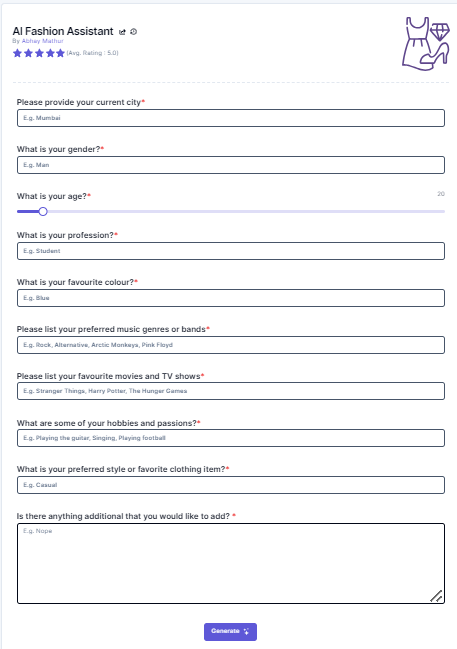 AI Fashion Assistant
By Abhay Mathur
(Avg. Rating : 5.0)
Please provide your current city*
E.g. Mumbai
What is your gender?*
E.g. Man
What is your age?*
20
What is your profession?*
E.g. Student
What is your favourite colour?*
E.g. Blue
Please list your preferred music genres or bands*
E.g. Rock, Alternative, Arctic Monkeys, Pink Floyd
Please list your favourite movies and TV shows*
E.g. Stranger Things, Harry Potter, The Hunger Games
What are some of your hobbies and passions?*
E.g. Playing the guitar, Singing, Playing football
What is your preferred style or favorite clothing item?*
E.g. Casual
Is there anything additional that you would like to add? *
E.g. Nope
Generate